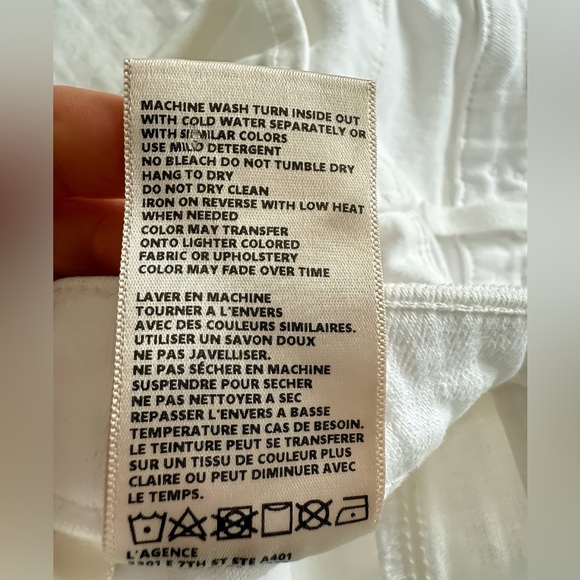 MACHINE WASH TURN INSIDE OUT
WITH COLD WATER SEPARATELY OR
WITH SIMILAR COLORS
USE MILD DETERGENT
NO BLEACH DO NOT TUMBLE DRY
HANG TO DRY
DO NOT DRY CLEAN
IRON ON REVERSE WITH LOW HEAT
WHEN NEEDED
COLOR MAY TRANSFER
ONTO LIGHTER COLORED
FABRIC OR UPHOLSTERY
COLOR MAY FADE OVER TIME
LAVER EN MACHINE
TOURNER A L'ENVERS
AVEC DES COULEURS SIMILAIRES.
UTILISER UN SAVON DOUX
NE PAS JAVELLISER.
NE PAS SÉCHER EN MACHINE
SUSPENDRE POUR SECHER
NE PAS NETTOYER A SEC
REPASSER L'ENVERS A BASSE
TEMPERATURE EN CAS DE BESOIN.
LE TEINTURE PEUT SE TRANSFERER
SUR UN TISSU DE COULEUR PLUS
CLAIRE OU PEUT DIMINUER AVEC
LE TEMPS.
L'AGENCE
E 7TH ST STE A401